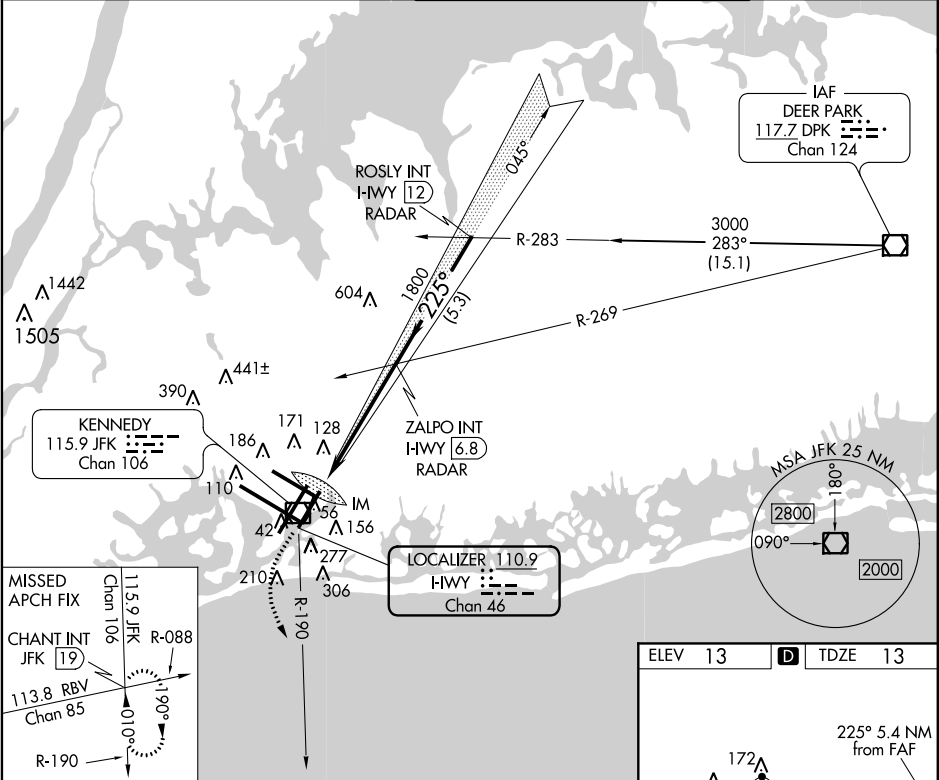 IAF
DEER PARK
117.7 DPK
Chan 124
ROSLY INT
I-IWY 12
RADAR
045°
R-283
3000
283°
(15.1)
1800
225°
(5.3)
R-269
1442
1505
604
441±
390
KENNEDY
115.9 JFK
Chan 106
171
128
186
110
ZALPO INT
I-IWY 6.8
RADAR
IM
56
42
156
277
210
306
R-190
LOCALIZER 110.9
I-IWY
Chan 46
MSA JFK 25 NM
180°
2800
090°
2000
MISSED
APCH FIX
115.9 JFK
Chan 106
CHANT INT
JFK 19
R-088
113.8 RBV
Chan 85
190°
010°
R-190
ELEV 13
D
TDZE 13
225° 5.4 NM
from FAF
172